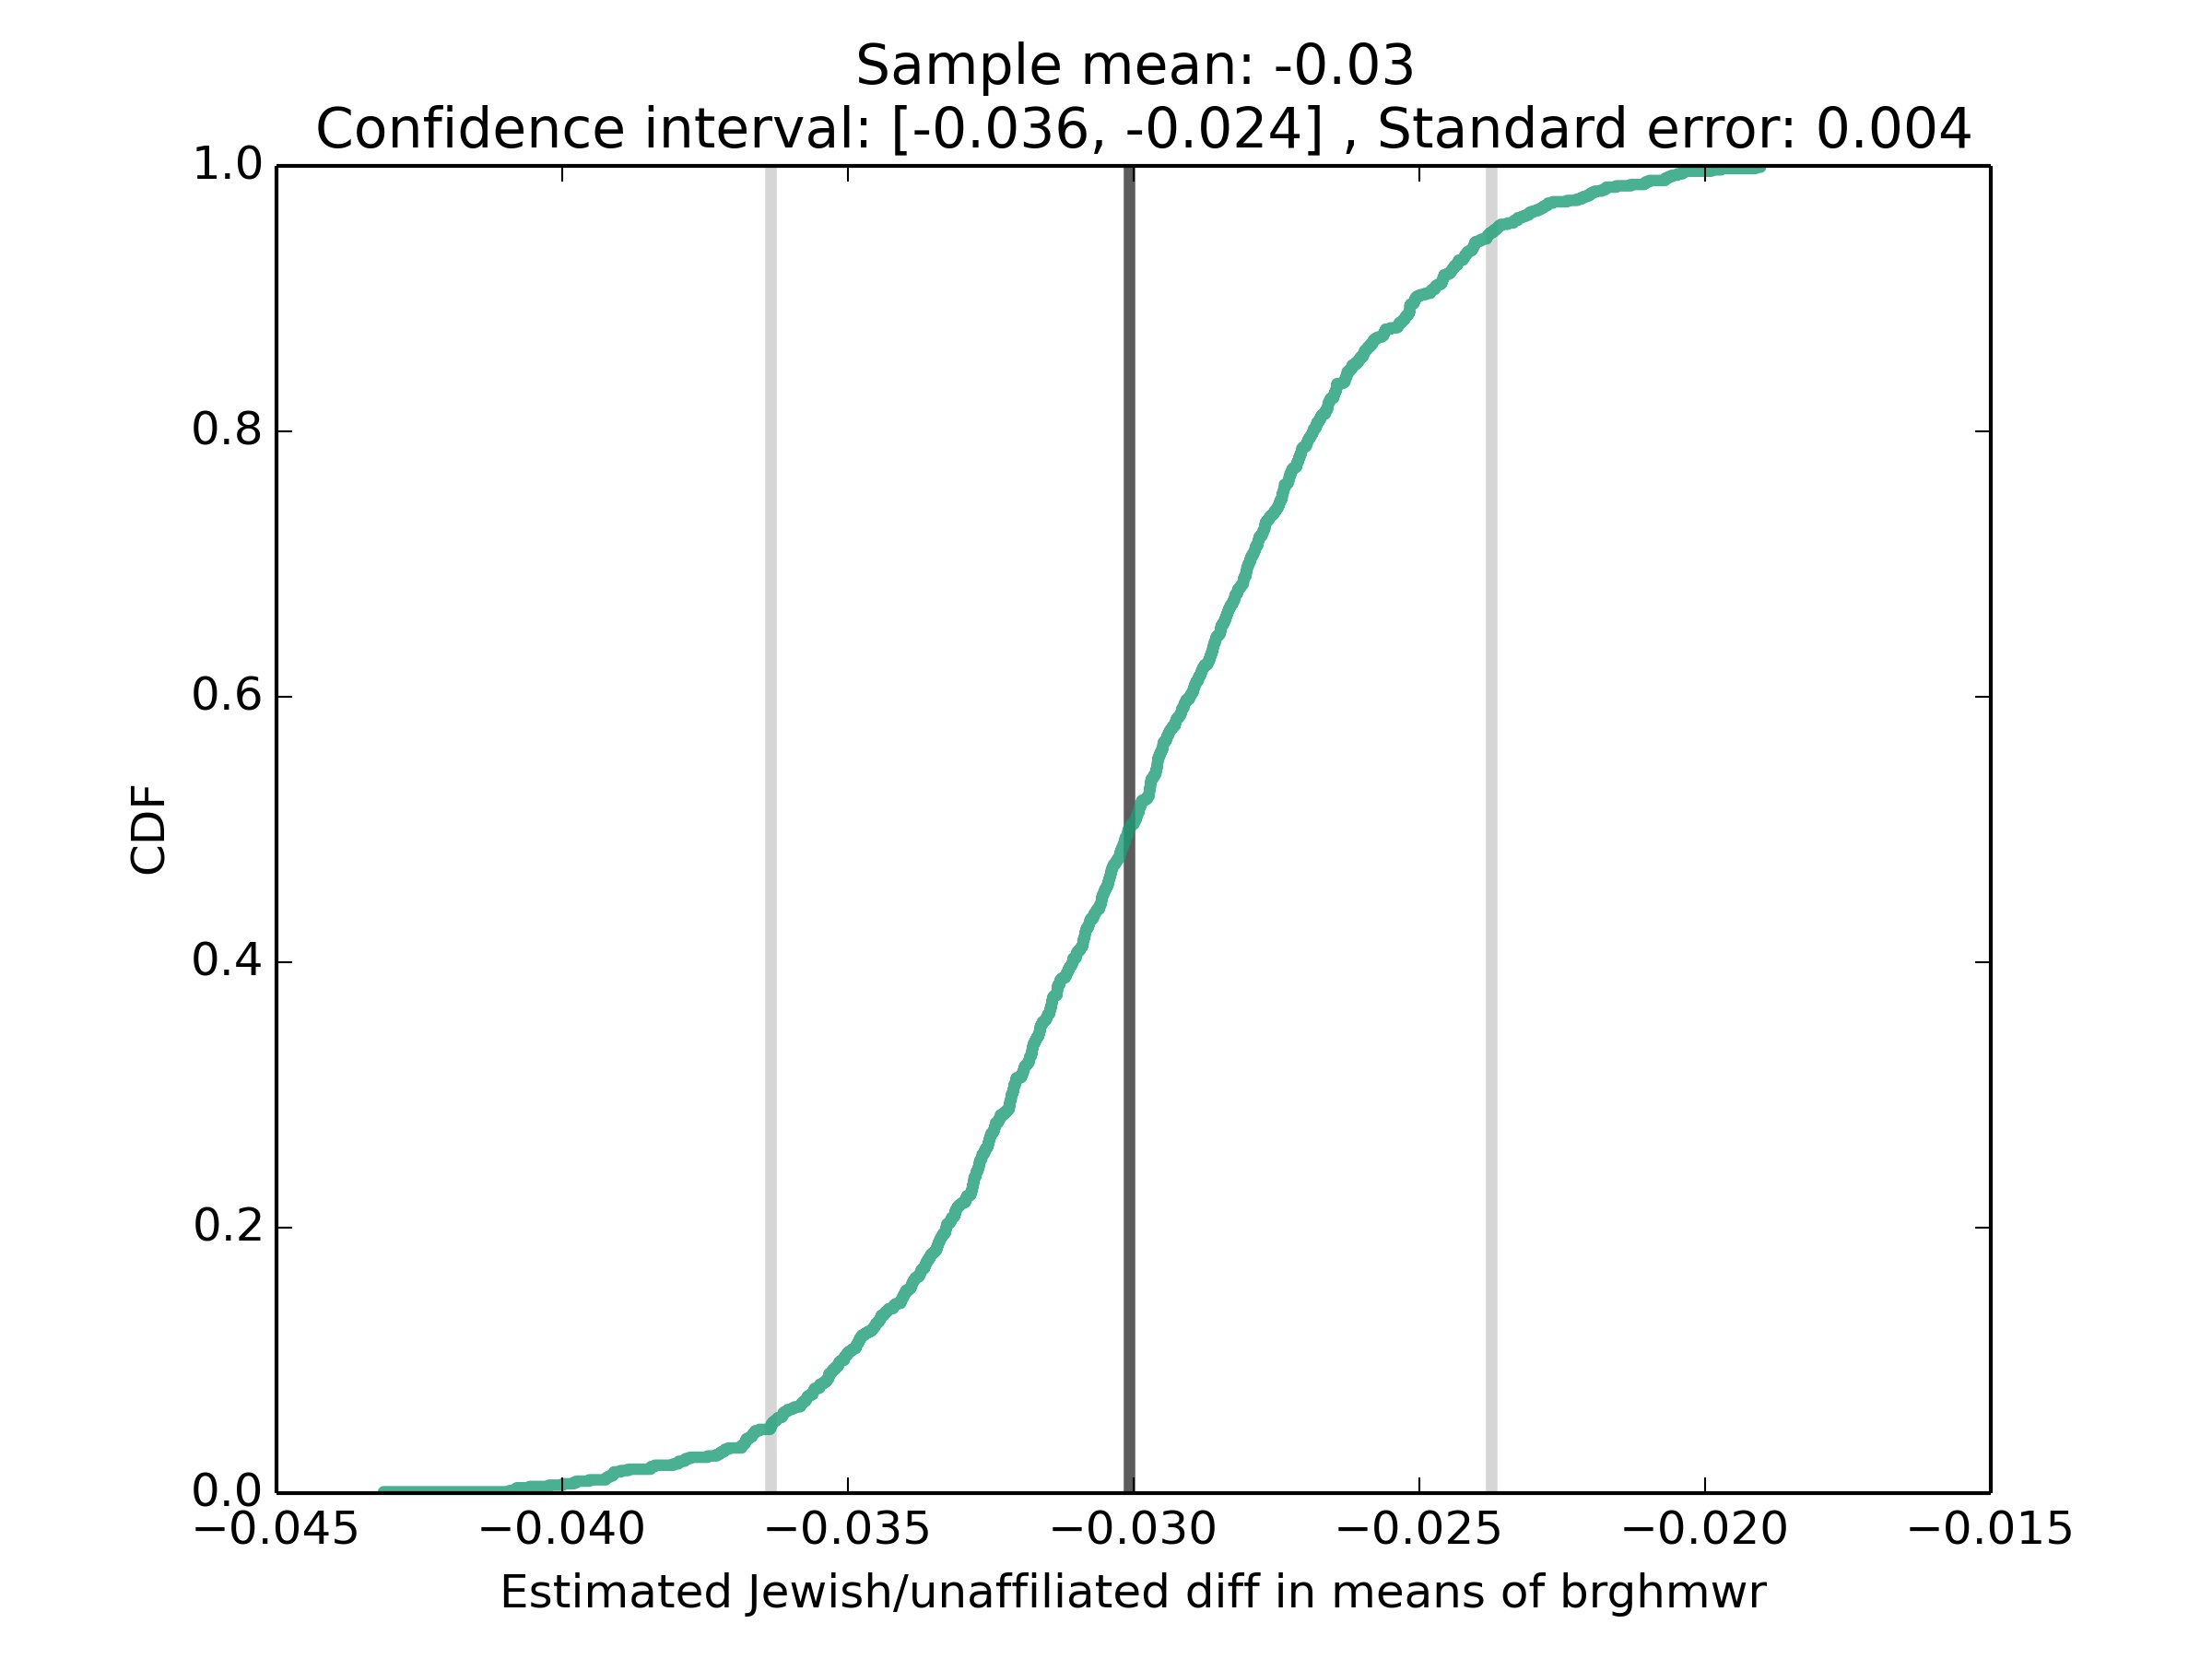 Sample mean: -0.03
Confidence interval: [-0.036, -0.024] , Standard error: 0.004
1.0
0.8
0.6
0.4
0.2
0.0
CDF
−0.045 −0.040 −0.035 −0.030 −0.025 −0.020 −0.015
Estimated Jewish/unaffiliated diff in means of brghmwr